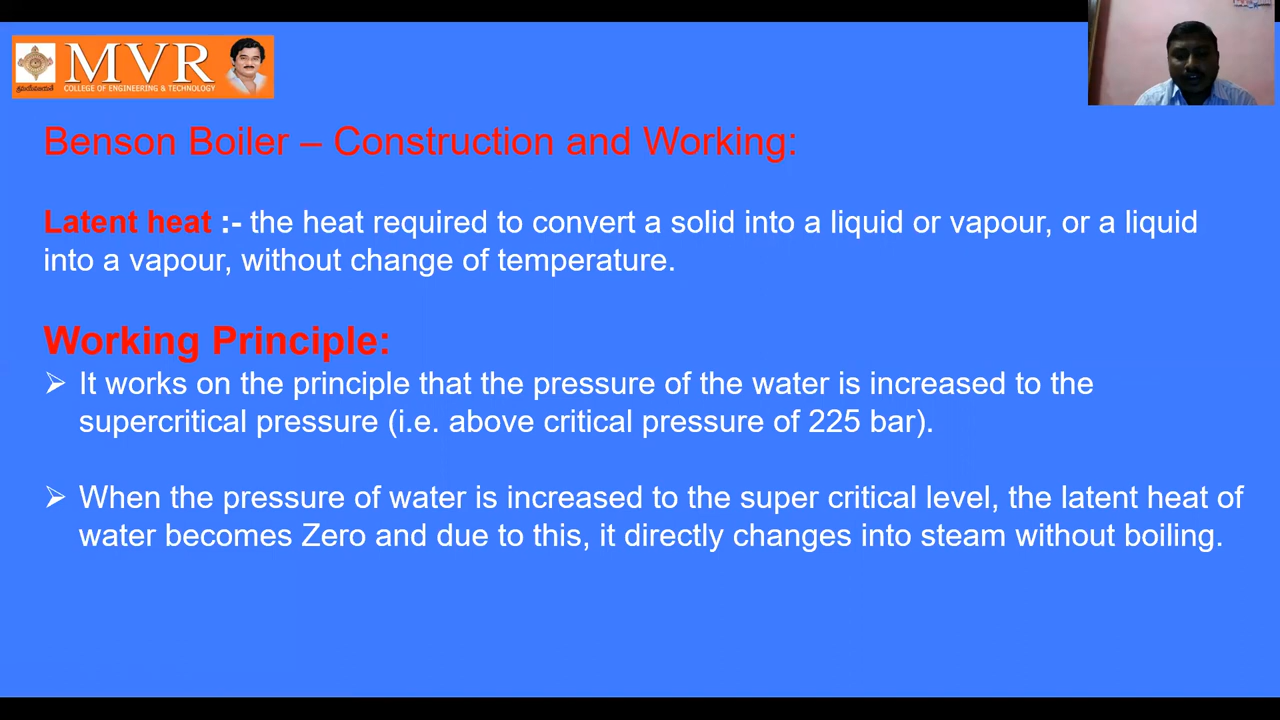 MVR
COLLEGE OF ENGINEERING & TECHNOLOGY
Benson Boiler – Construction and Working:
Latent heat :- the heat required to convert a solid into a liquid or vapour, or a liquid
into a vapour, without change of temperature.
Working Principle:
It works on the principle that the pressure of the water is increased to the
supercritical pressure (i.e. above critical pressure of 225 bar).
When the pressure of water is increased to the super critical level, the latent heat of
water becomes Zero and due to this, it directly changes into steam without boiling.